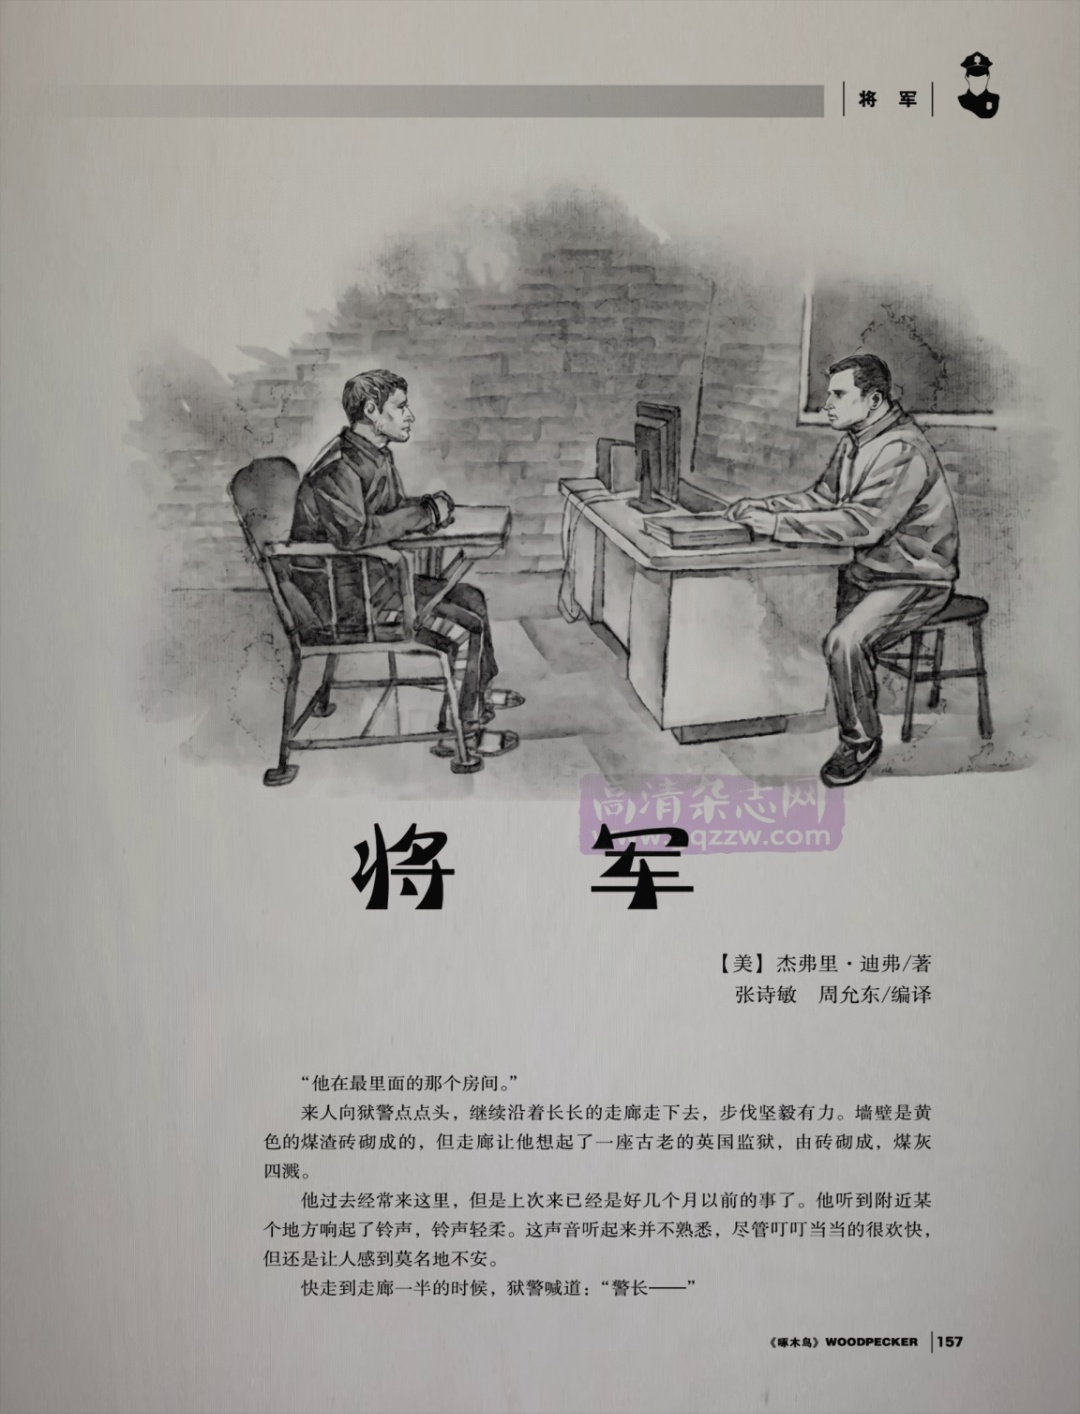 将 军
高清杂志网
qzzw.com
将 军
【美】杰弗里·迪弗/著
张诗敏 周允东/编译
“他在最里面的那个房间。”
来人向狱警点点头，继续沿着长长的走廊走下去，步伐坚毅有力。墙壁是黄
色的煤渣砖砌成的，但走廊让他想起了一座古老的英国监狱，由砖砌成，煤灰
四溅。
他过去经常来这里，但是上次来已经是好几个月以前的事了。他听到附近某
个地方响起了铃声，铃声轻柔。这声音听起来并不熟悉，尽管叮叮当当的很欢快，
但还是让人感到莫名地不安。
快走到走廊一半的时候，狱警喊道：“警长——”
《啄木鸟》WOODPECKER 157